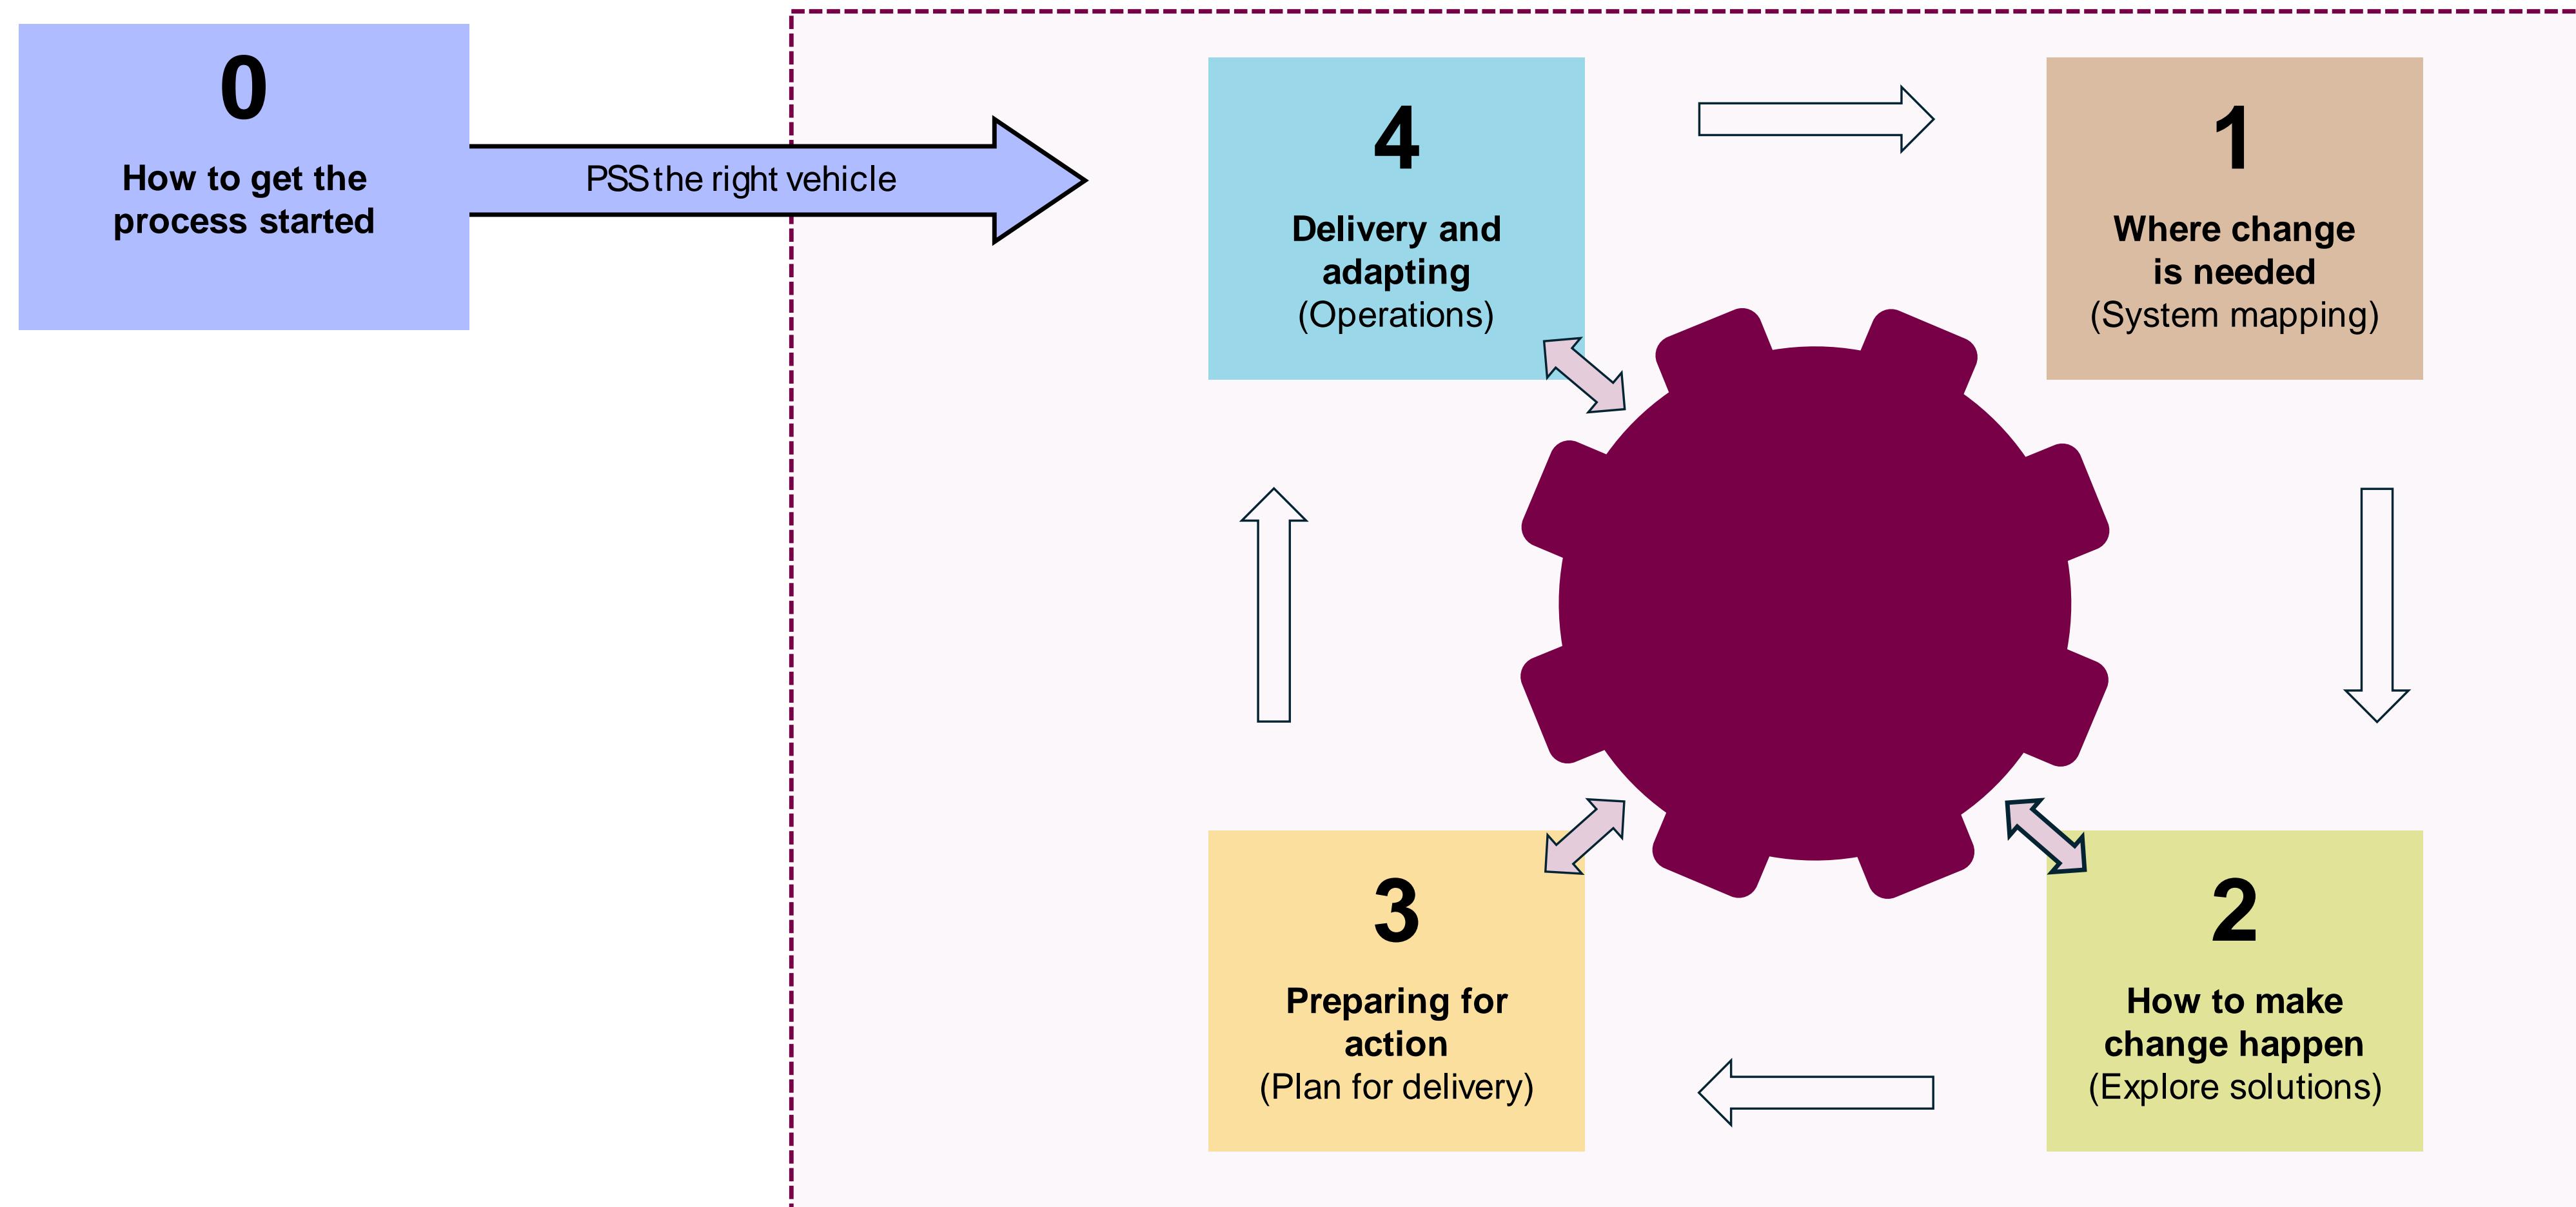 0
How to get the
process started
PSS the right vehicle
4
Delivery and
adapting
(Operations)
1
Where change
is needed
(System mapping)
3
Preparing for
action
(Plan for delivery)
2
How to make
change happen
(Explore solutions)